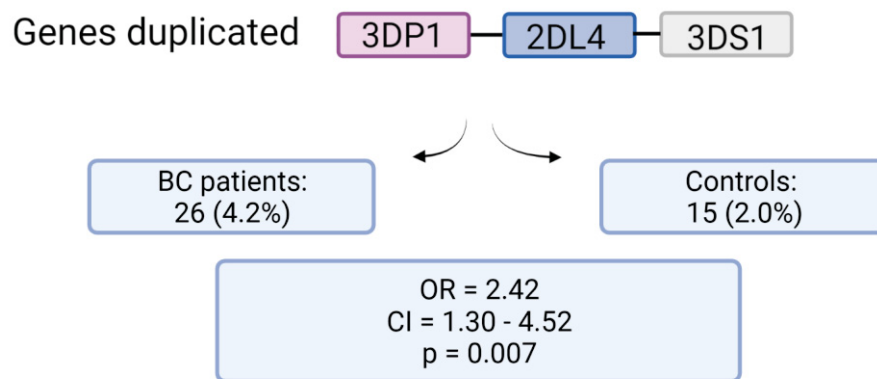 Genes duplicated 3DP1 2DL4 3DS1
BC patients:
26 (4.2%)
Controls:
15 (2.0%)
OR = 2.42
CI = 1.30 - 4.52
p = 0.007